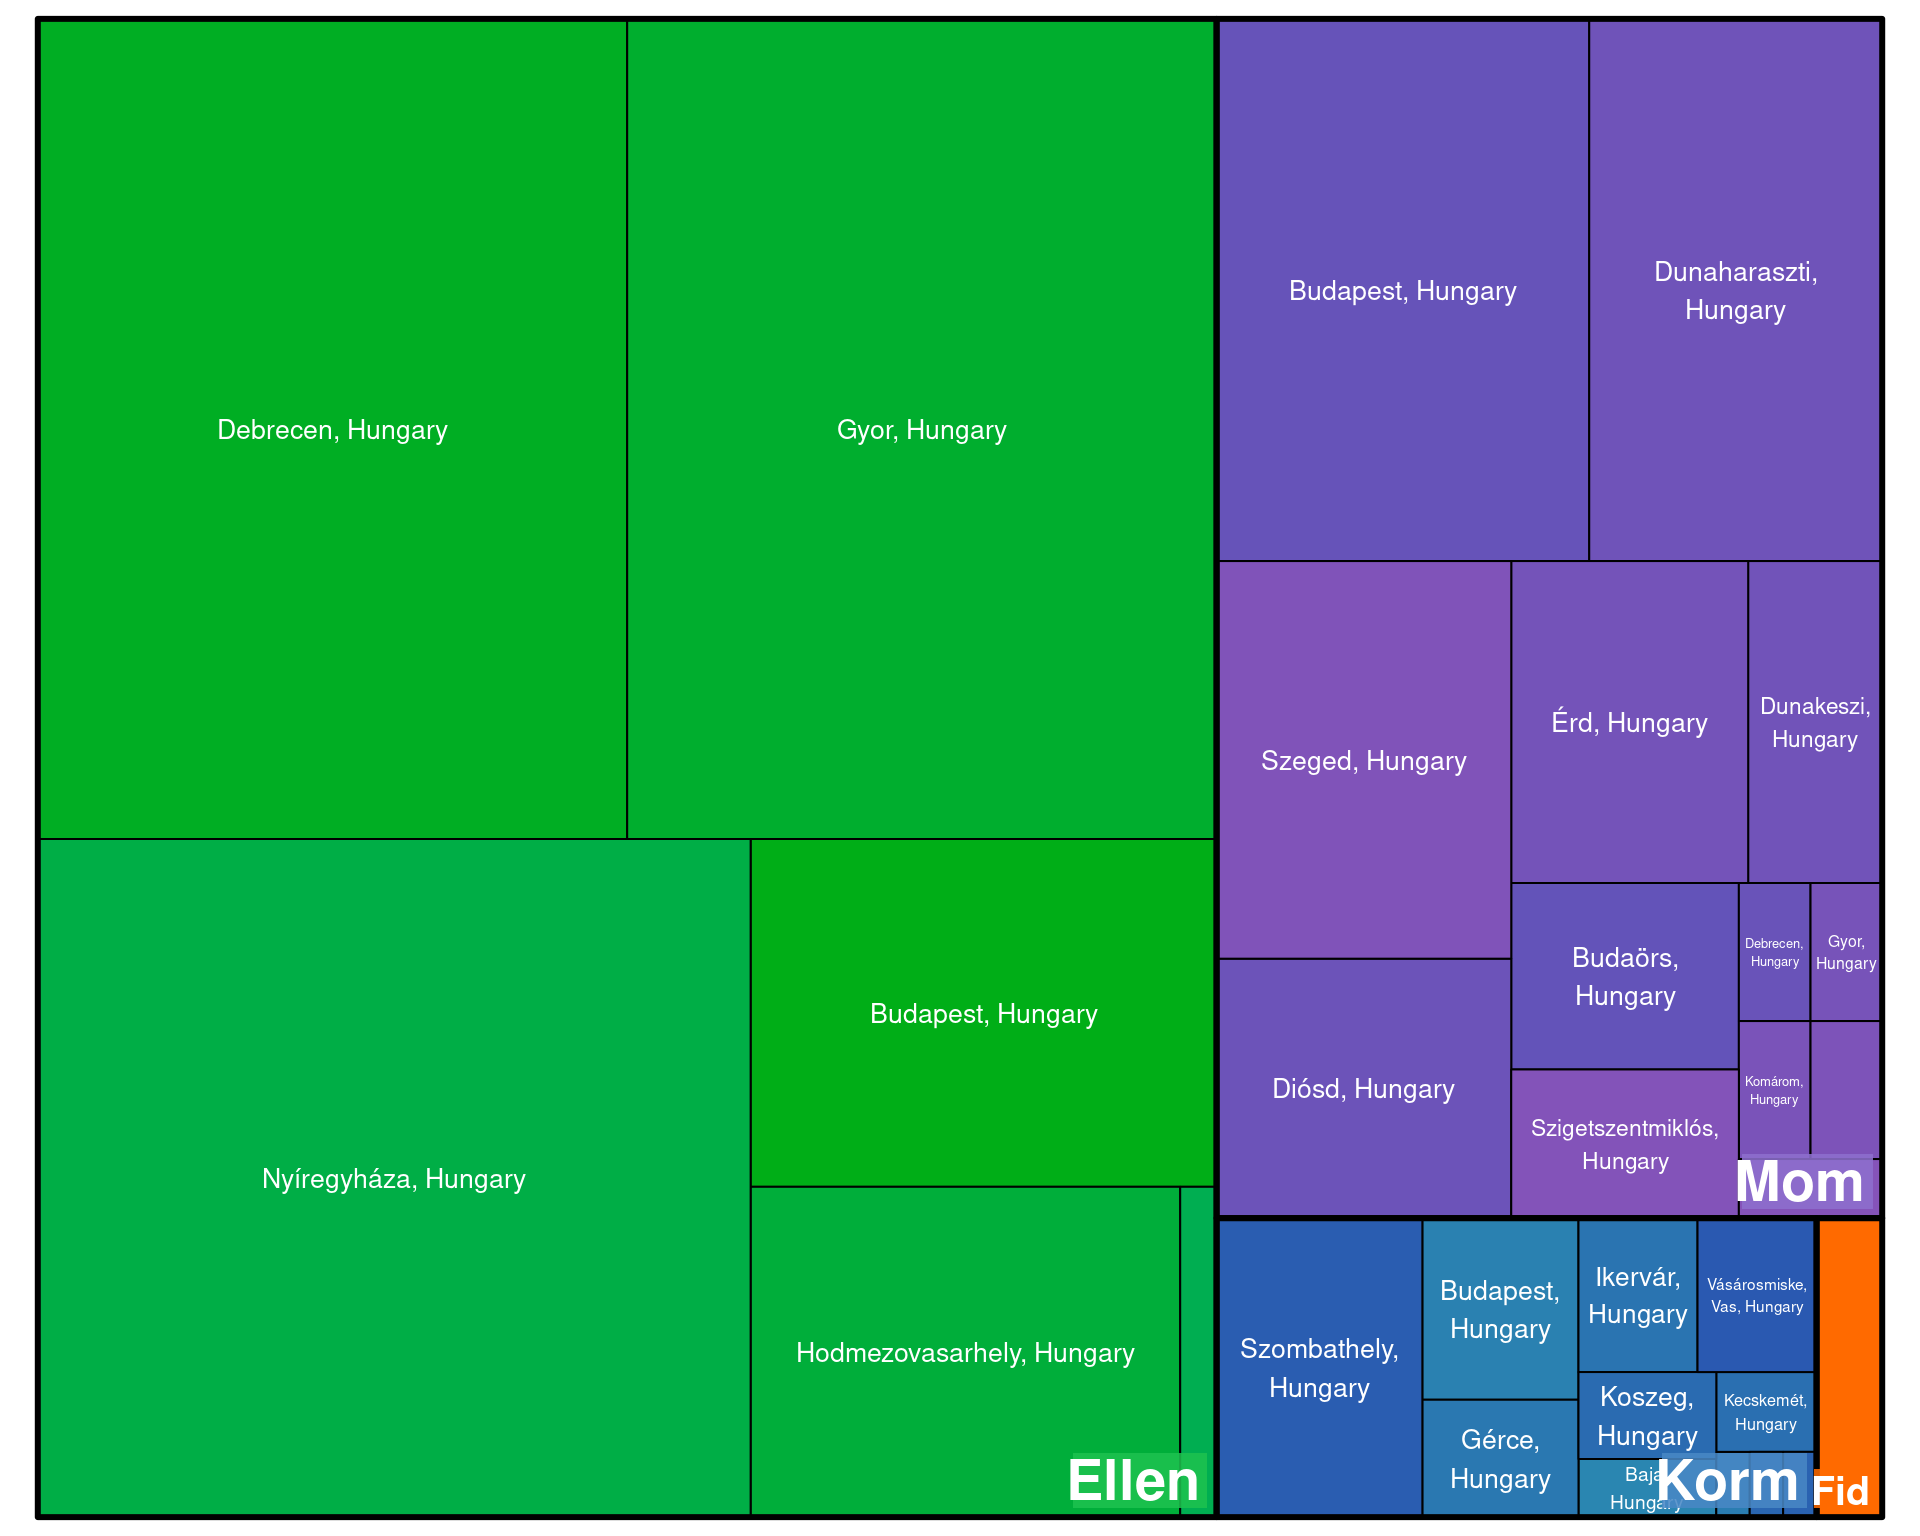 Debrecen, Hungary
Gyor, Hungary
Nyíregyháza, Hungary
Budapest, Hungary
Hodmezovasarhely, Hungary
Ellen
Budapest, Hungary
Dunaharaszti,
Hungary
Szeged, Hungary
Érd, Hungary
Dunakeszi,
Hungary
Diósd, Hungary
Budaörs,
Hungary
Debrecen,
Hungary
Gyor,
Hungary
Komárom,
Hungary
Szigetszentmiklós,
Hungary
Mom
Szombathely,
Hungary
Budapest,
Hungary
Gérce,
Hungary
Ikervár,
Hungary
Vásárosmiske,
Vas, Hungary
Koszeg,
Hungary
Kecskemét,
Hungary
Baja,
Hungary
Korm
Fid